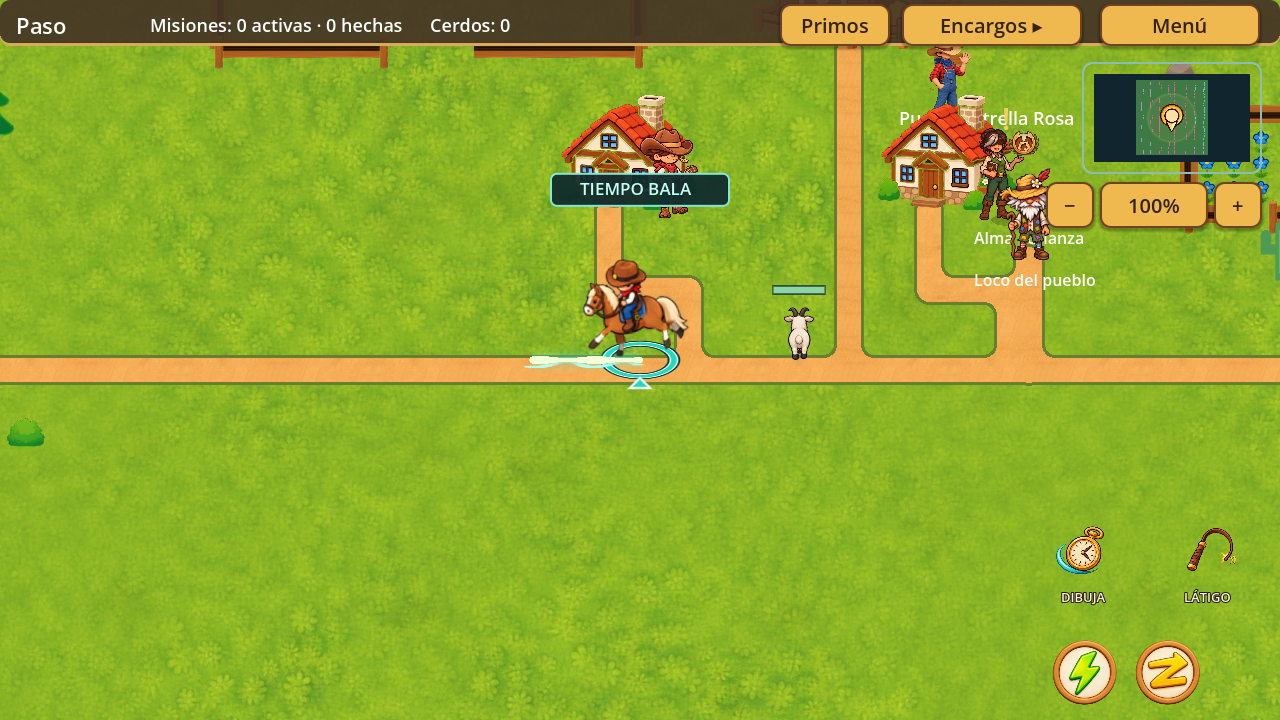 Paso
Misiones: 0 activas · 0 hechas
Cerdos: 0
Primos
Encargos ▸
Menú
Rosa
TIEMPO BALA
−
100%
+
Loco del pueblo
DIBUJA
LÁTIGO